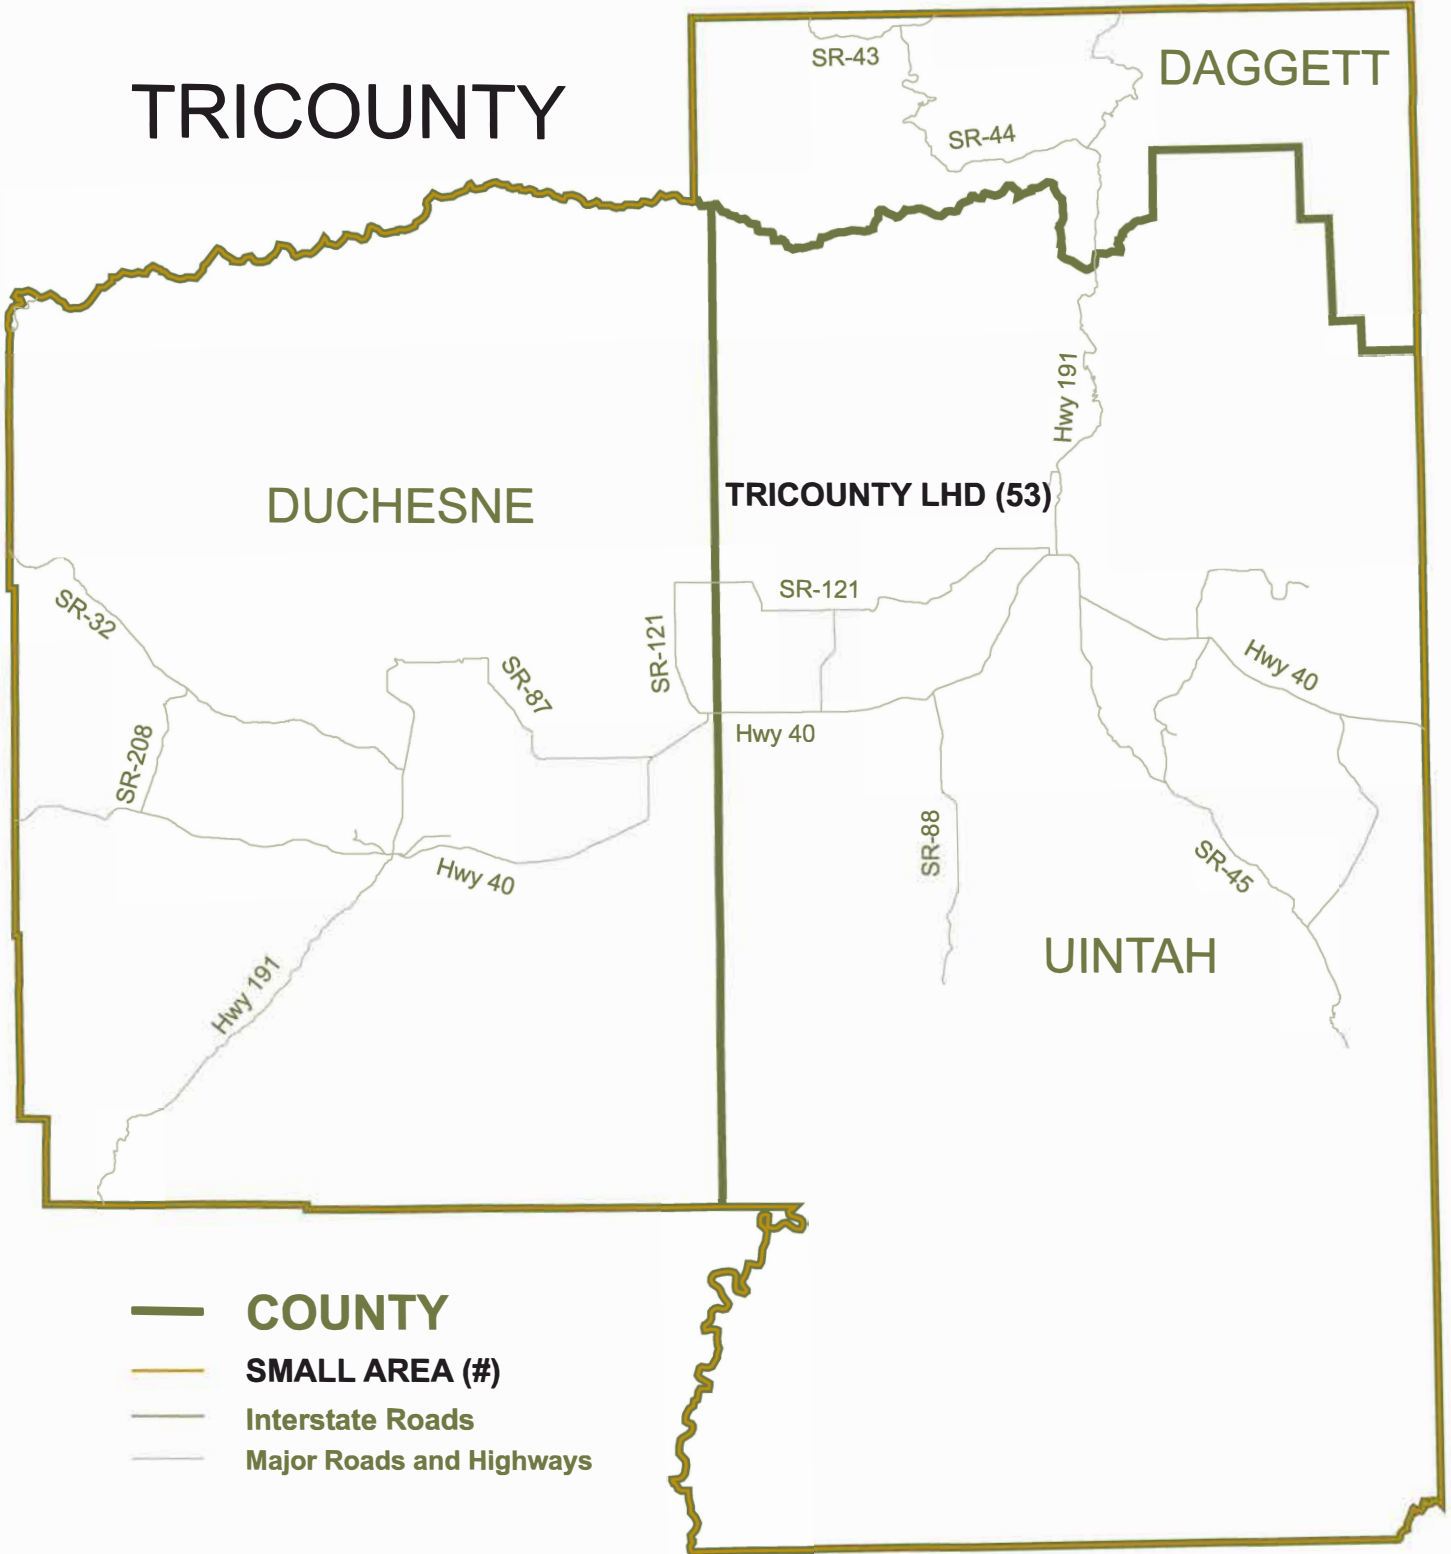 SR-43
DAGGETT
TRICOUNTY
SR-44
Hwy 191
DUCHESNE
TRICOUNTY LHD (53)
SR-121
SR-32
SR-121
SR-87
Hwy 40
SR-208
Hwy 40
SR-88
Hwy 40
SR-45
UINTAH
Hwy 191
COUNTY
SMALL AREA (#)
Interstate Roads
Major Roads and Highways